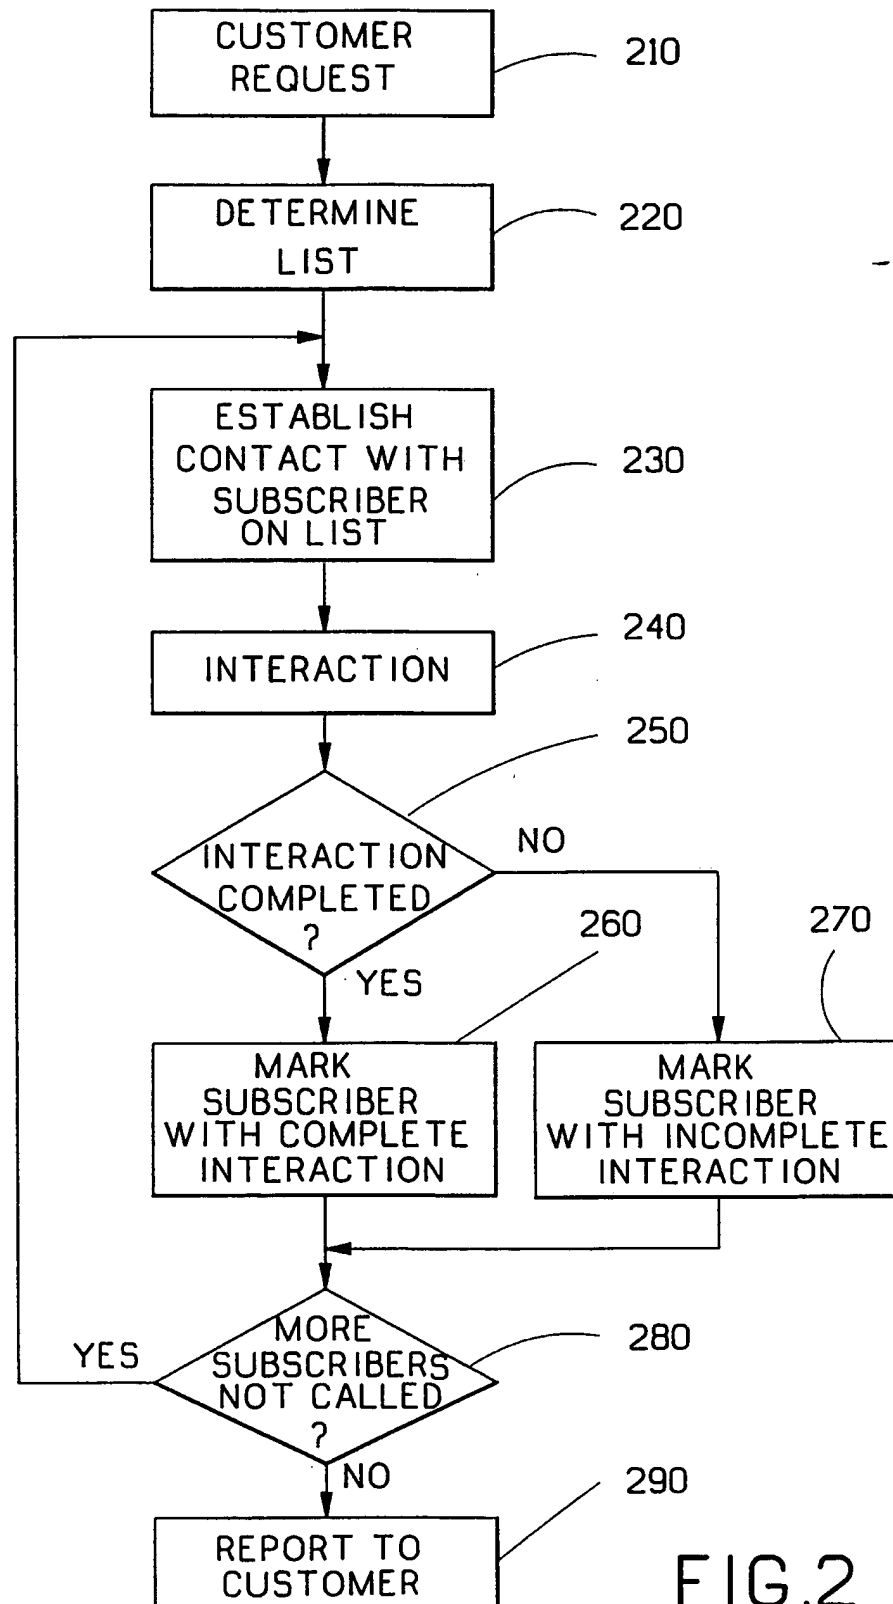 CUSTOMER
REQUEST
210
DETERMINE
LIST
220
ESTABLISH
CONTACT WITH
SUBSCRIBER
ON LIST
230
INTERACTION
240
250
INTERACTION
COMPLETED
?
NO
YES
260
270
MARK
SUBSCRIBER
WITH COMPLETE
INTERACTION
MARK
SUBSCRIBER
WITH INCOMPLETE
INTERACTION
MORE
SUBSCRIBERS
NOT CALLED
?
YES
280
NO
REPORT TO
CUSTOMER
290
FIG.2